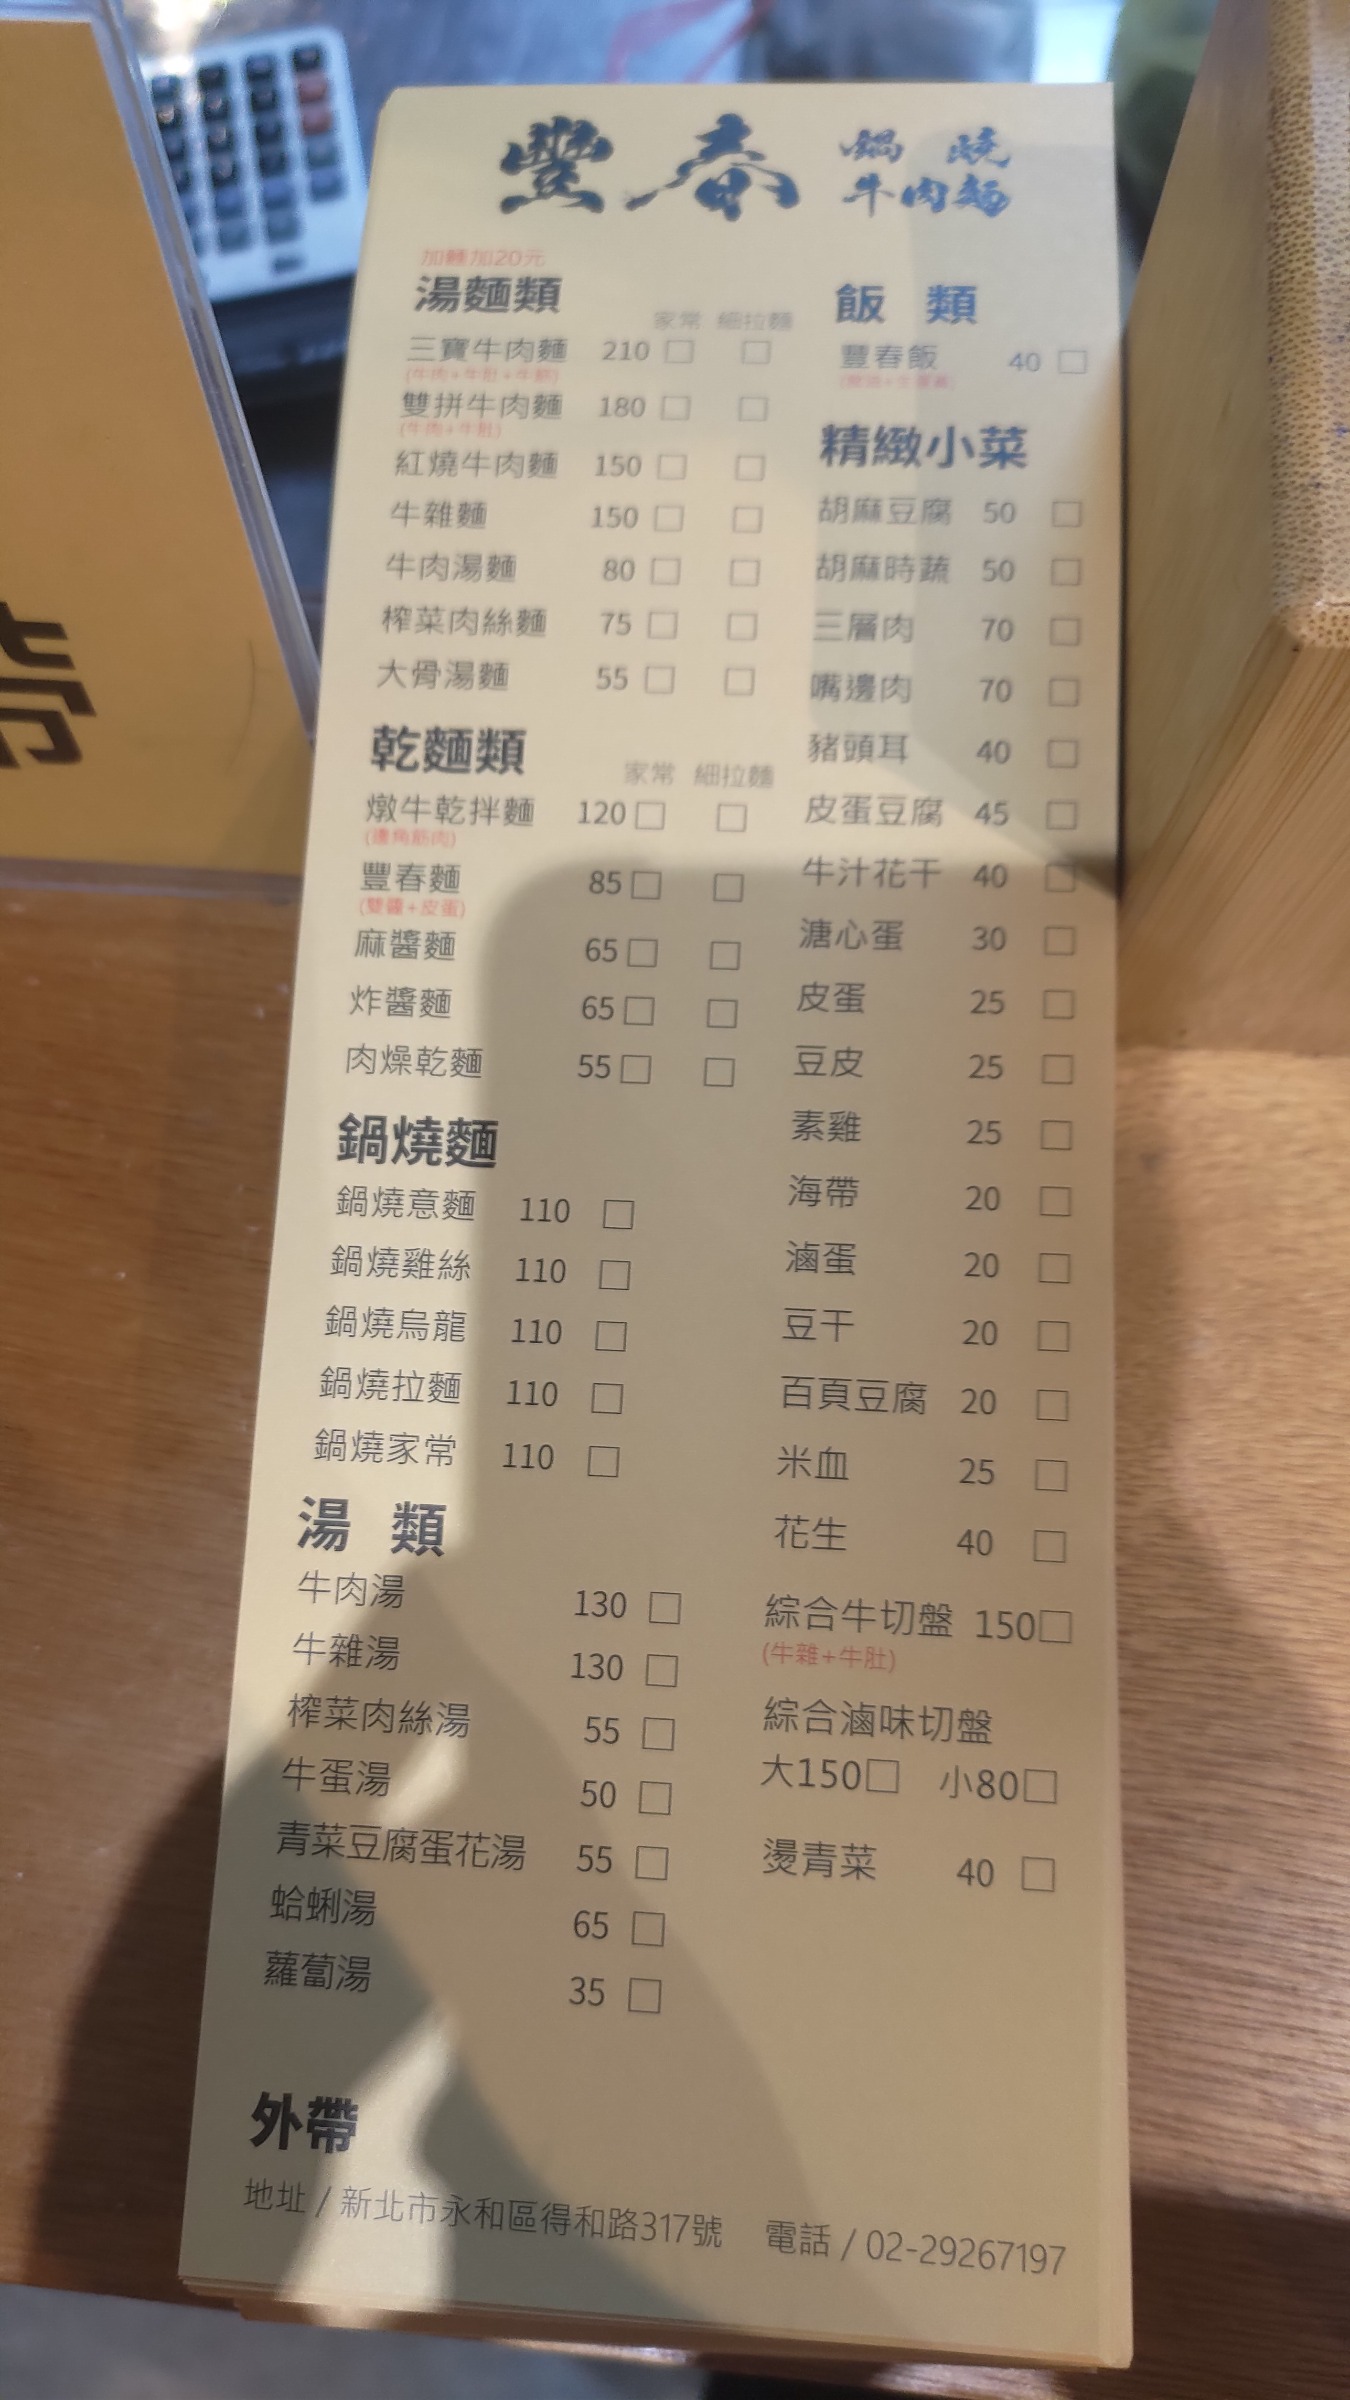 豐春 鍋燒
牛肉麵
加麵加20元
湯麵類
家常 細拉麵
三寶牛肉麵 210 □ □
(牛肉+牛肚+牛筋)
雙拼牛肉麵 180 □ □
(牛肉+牛肚)
紅燒牛肉麵 150 □ □
牛雜麵 150 □ □
牛肉湯麵 80 □ □
榨菜肉絲麵 75 □ □
大骨湯麵 55 □ □
乾麵類
家常 細拉麵
燉牛乾拌麵 120 □ □
(邊角筋肉)
豐春麵 85 □ □
(雙醬+皮蛋)
麻醬麵 65 □ □
炸醬麵 65 □ □
肉燥乾麵 55 □ □
鍋燒麵
鍋燒意麵 110 □
鍋燒雞絲 110 □
鍋燒烏龍 110 □
鍋燒拉麵 110 □
鍋燒家常 110 □
湯 類
牛肉湯 130 □
牛雜湯 130 □
榨菜肉絲湯 55 □
牛蛋湯 50 □
青菜豆腐蛋花湯 55 □
蛤蜊湯 65 □
蘿蔔湯 35 □
飯 類
豐春飯 40 □
精緻小菜
胡麻豆腐 50 □
胡麻時蔬 50 □
三層肉 70 □
嘴邊肉 70 □
豬頭耳 40 □
皮蛋豆腐 45 □
牛汁花干 40 □
溏心蛋 30 □
皮蛋 25 □
豆皮 25 □
素雞 25 □
海帶 20 □
滷蛋 20 □
豆干 20 □
百頁豆腐 20 □
米血 25 □
花生 40 □
綜合牛切盤 150 □
(牛雜+牛肚)
綜合滷味切盤
大150 □ 小80 □
燙青菜 40 □
外帶
地址 / 新北市永和區得和路317號 電話 / 02-29267197